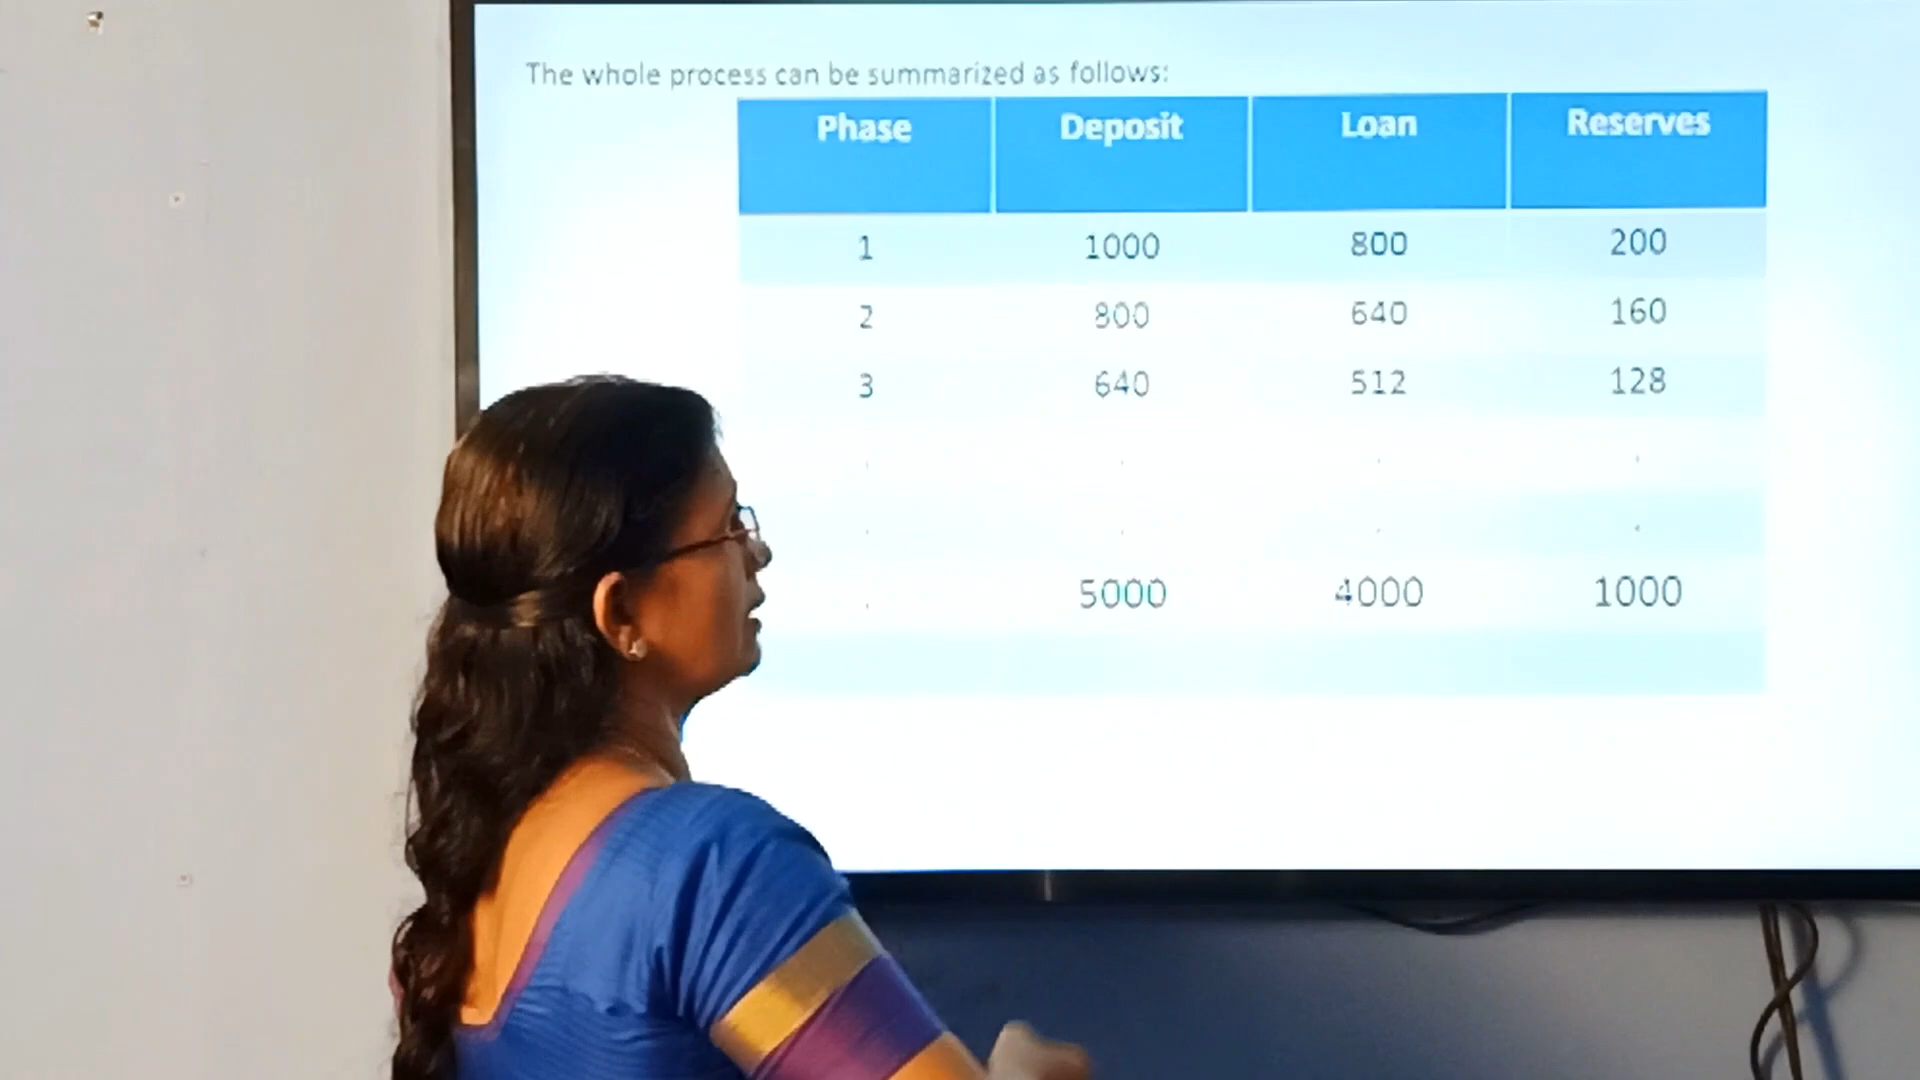 The whole process can be summarized as follows:
Phase Deposit Loan Reserves
1 1000 800 200
2 800 640 160
3 640 512 128
. . . .
. . . .
. 5000 4000 1000